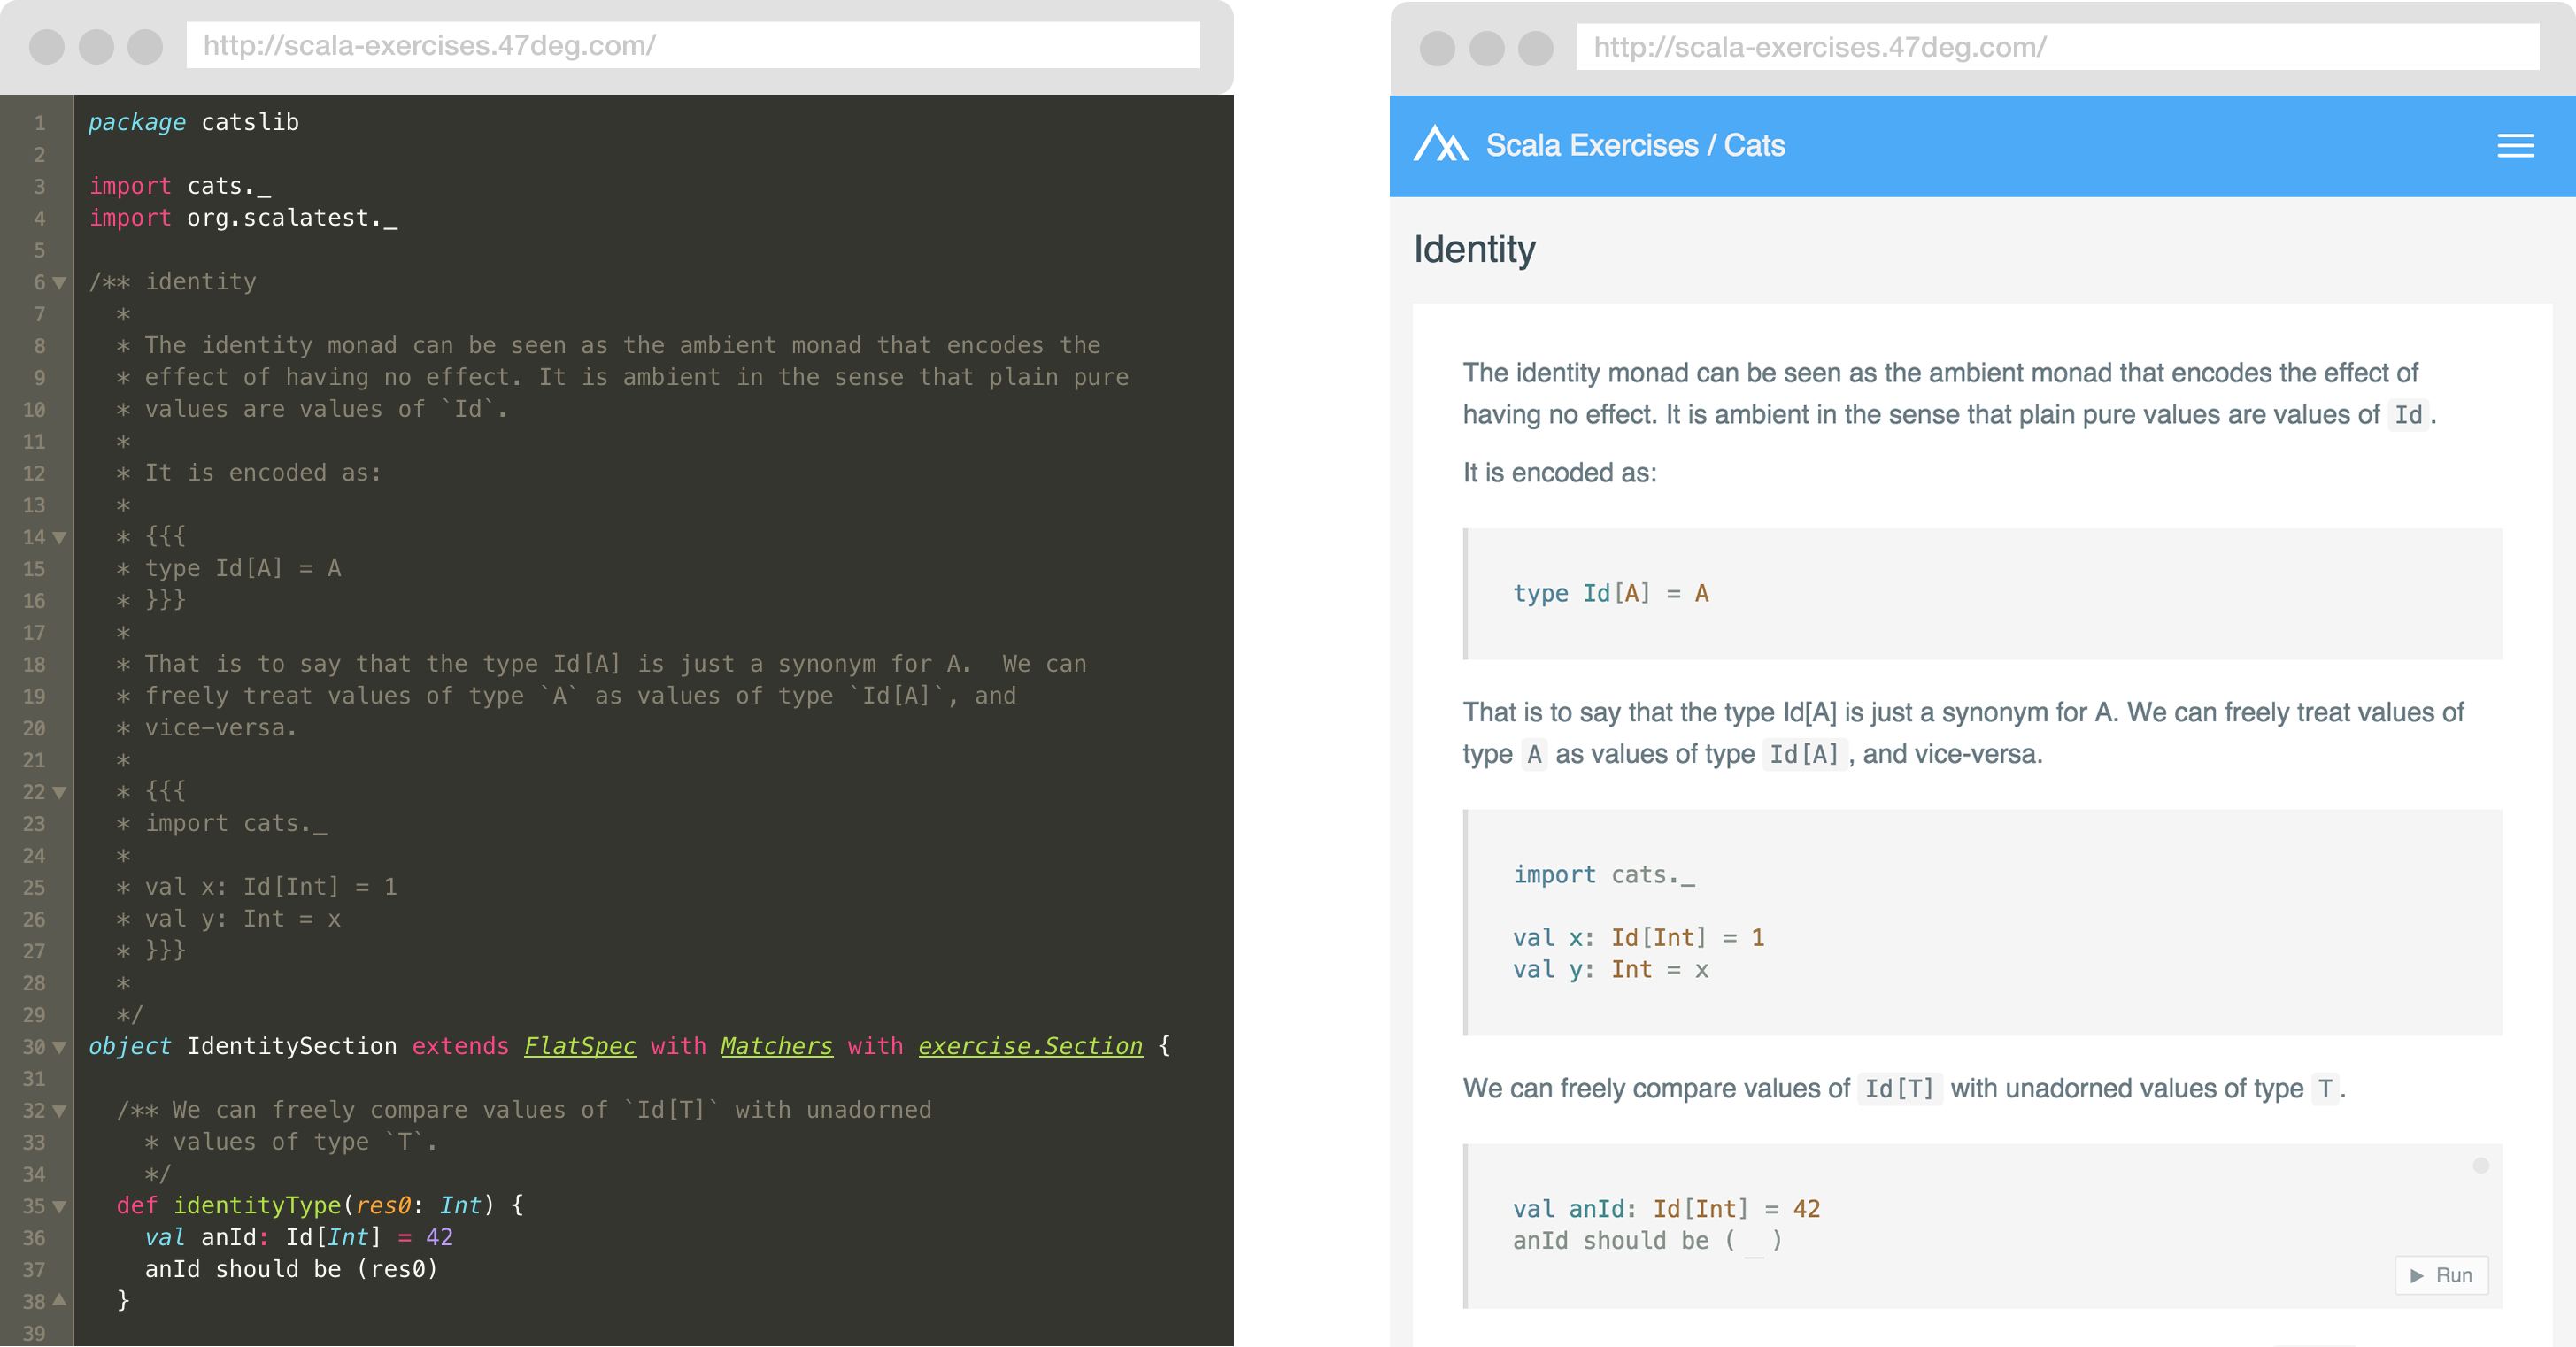 http://scala-exercises.47deg.com/
1 package catslib
2
3 import cats._
4 import org.scalatest._
5
6 /** identity
7   *
8   * The identity monad can be seen as the ambient monad that encodes the
9   * effect of having no effect. It is ambient in the sense that plain pure
10   * values are values of `Id`.
11   *
12   * It is encoded as:
13   *
14   * {{{
15   * type Id[A] = A
16   * }}}
17   *
18   * That is to say that the type Id[A] is just a synonym for A.  We can
19   * freely treat values of type `A` as values of type `Id[A]`, and
20   * vice-versa.
21   *
22   * {{{
23   * import cats._
24   *
25   * val x: Id[Int] = 1
26   * val y: Int = x
27   * }}}
28   *
29   */
30 object IdentitySection extends FlatSpec with Matchers with exercise.Section {
31
32   /** We can freely compare values of `Id[T]` with unadorned
33     * values of type `T`.
34     */
35   def identityType(res0: Int) {
36     val anId: Id[Int] = 42
37     anId should be (res0)
38   }
39
http://scala-exercises.47deg.com/
Scala Exercises / Cats
Identity
The identity monad can be seen as the ambient monad that encodes the effect of
having no effect. It is ambient in the sense that plain pure values are values of Id.
It is encoded as:
type Id[A] = A
That is to say that the type Id[A] is just a synonym for A. We can freely treat values of
type A as values of type Id[A], and vice-versa.
import cats._
val x: Id[Int] = 1
val y: Int = x
We can freely compare values of Id[T] with unadorned values of type T.
val anId: Id[Int] = 42
anId should be ( __ )
Run